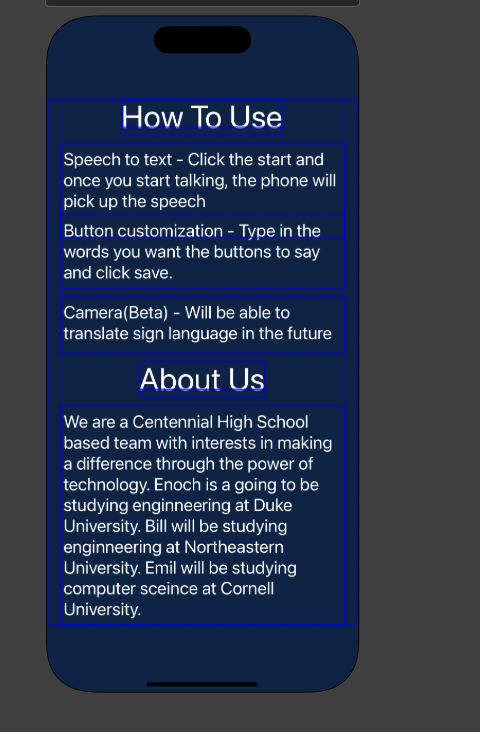 How To Use
Speech to text - Click the start and
once you start talking, the phone will
pick up the speech
Button customization - Type in the
words you want the buttons to say
and click save.
Camera(Beta) - Will be able to
translate sign language in the future
About Us
We are a Centennial High School
based team with interests in making
a difference through the power of
technology. Enoch is a going to be
studying enginneering at Duke
University. Bill will be studying
enginneering at Northeastern
University. Emil will be studying
computer sceince at Cornell
University.